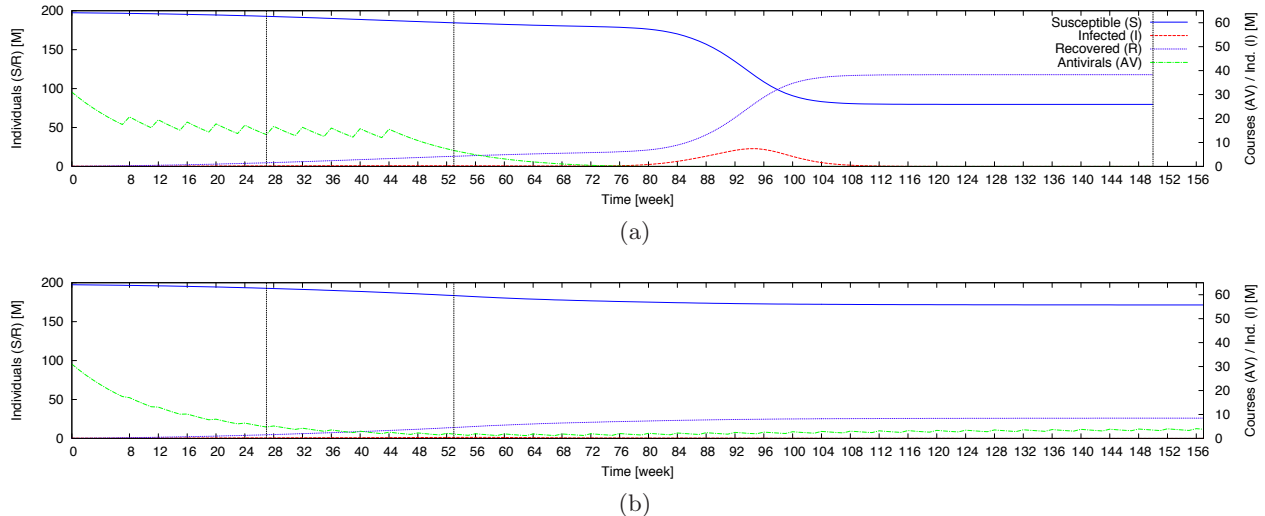 Individuals (S/R) [M]
200
150
100
50
0
0 8 12 16 20 24 28 32 36 40 44 48 52 56 60 64 68 72 76 80 84 88 92 96 100 104 108 112 116 120 124 128 132 136 140 144 148 152 156
Time [week]
Courses (AV) / Ind. (I) [M]
60
50
40
30
20
10
0
Susceptible (S)
Infected (I)
Recovered (R)
Antivirals (AV)
(a)
Individuals (S/R) [M]
200
150
100
50
0
0 8 12 16 20 24 28 32 36 40 44 48 52 56 60 64 68 72 76 80 84 88 92 96 100 104 108 112 116 120 124 128 132 136 140 144 148 152 156
Time [week]
Courses (AV) / Ind. (I) [M]
60
50
40
30
20
10
0
(b)